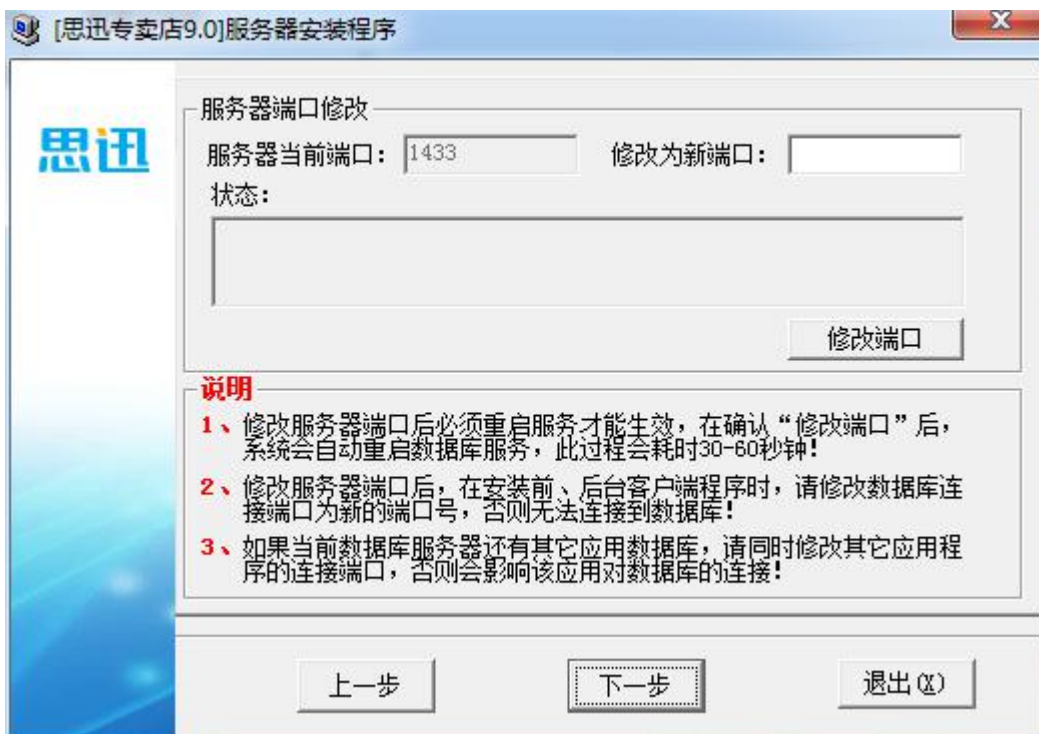 [思迅专卖店9.0]服务器安装程序
思迅
服务器端口修改
服务器当前端口： 1433 修改为新端口：
状态：
修改端口
说明
1、修改服务器端口后必须重启服务才能生效，在确认“修改端口”后，
系统会自动重启数据库服务，此过程会耗时30-60秒钟！
2、修改服务器端口后，在安装前、后台客户端程序时，请修改数据库连
接端口为新的端口号，否则无法连接到数据库！
3、如果当前数据库服务器还有其它应用数据库，请同时修改其它应用程
序的连接端口，否则会影响该应用对数据库的连接！
上一步 下一步 退出(X)